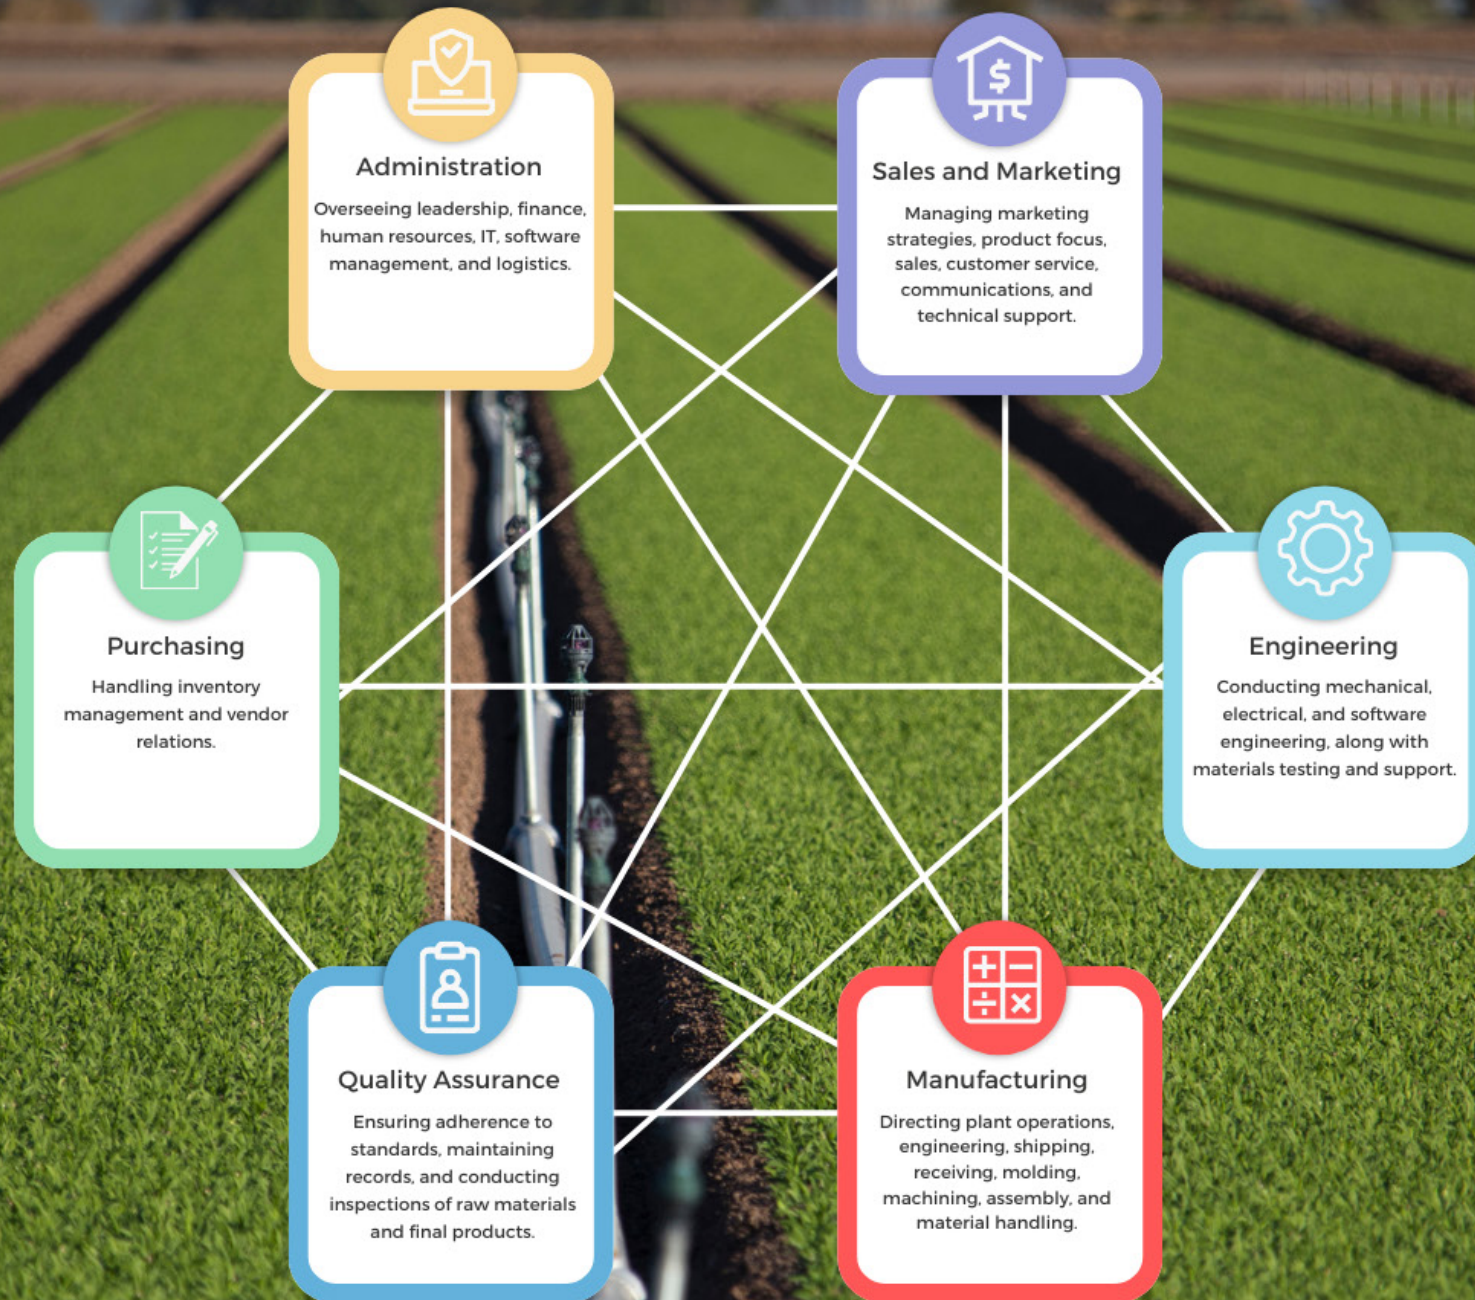 Administration
Overseeing leadership, finance,
human resources, IT, software
management, and logistics.
Sales and Marketing
Managing marketing
strategies, product focus,
sales, customer service,
communications, and
technical support.
Purchasing
Handling inventory
management and vendor
relations.
Engineering
Conducting mechanical,
electrical, and software
engineering, along with
materials testing and support.
Quality Assurance
Ensuring adherence to
standards, maintaining
records, and conducting
inspections of raw materials
and final products.
Manufacturing
Directing plant operations,
engineering, shipping,
receiving, molding,
machining, assembly, and
material handling.